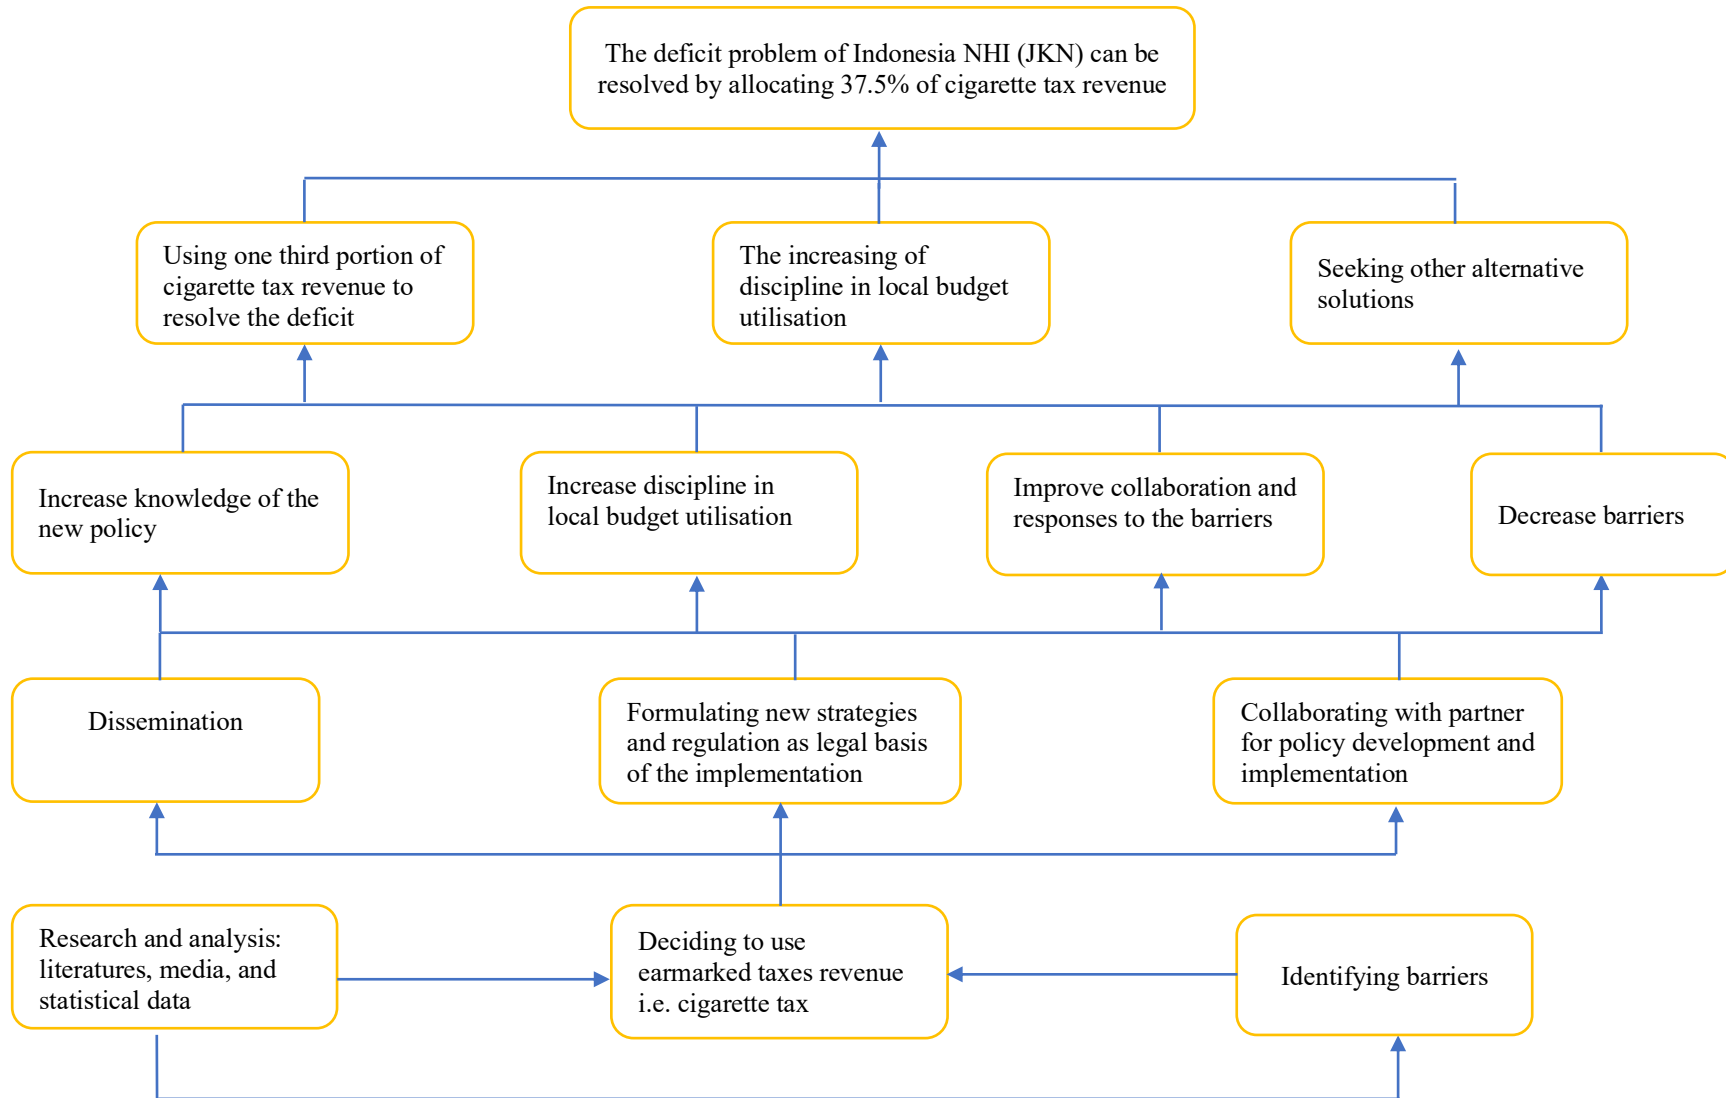 The deficit problem of Indonesia NHI (JKN) can be
resolved by allocating 37.5% of cigarette tax revenue
Using one third portion of
cigarette tax revenue to
resolve the deficit
The increasing of
discipline in local budget
utilisation
Seeking other alternative
solutions
Increase knowledge of the
new policy
Increase discipline in
local budget utilisation
Improve collaboration and
responses to the barriers
Decrease barriers
Dissemination
Formulating new strategies
and regulation as legal basis
of the implementation
Collaborating with partner
for policy development and
implementation
Research and analysis:
literatures, media, and
statistical data
Deciding to use
earmarked taxes revenue
i.e. cigarette tax
Identifying barriers